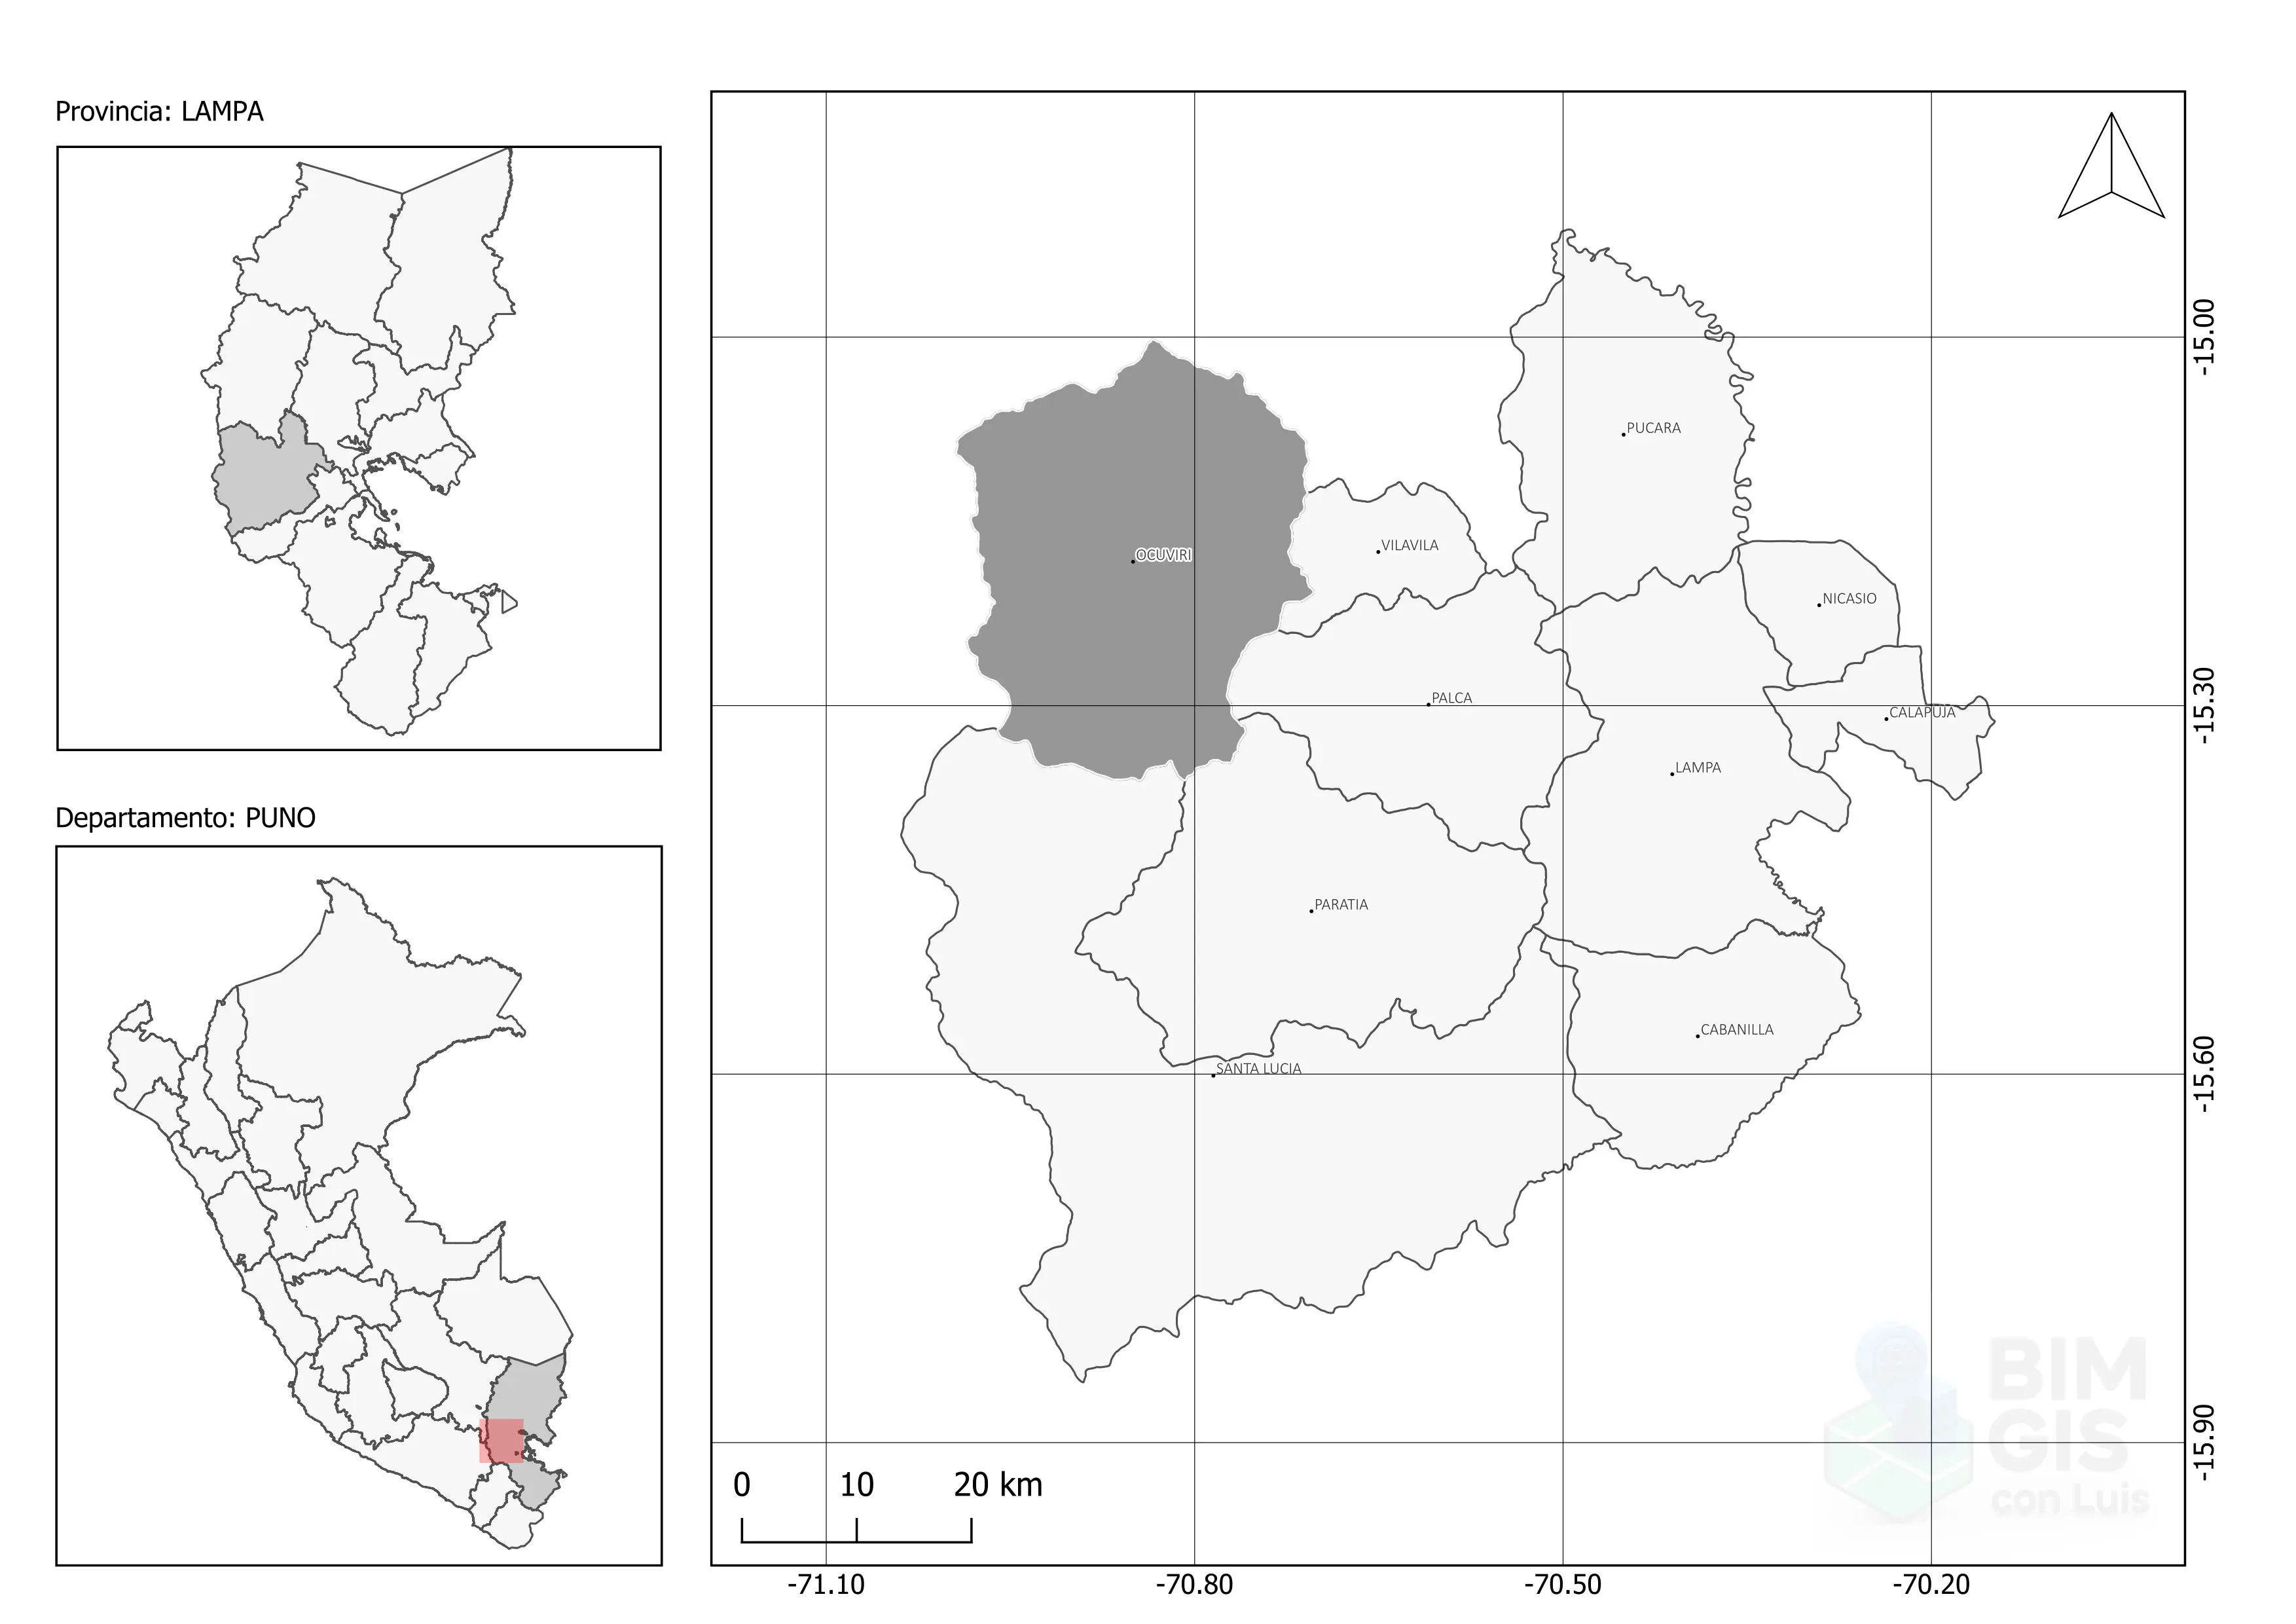 Provincia: LAMPA
Departamento: PUNO
PUCARA
VILAVILA
OCUVIRI
NICASIO
PALCA
CALAPUJA
LAMPA
PARATIA
CABANILLA
SANTA LUCIA
-15.00
-15.30
-15.60
-15.90
BIM
GIS
con Luis
0 10 20 km
-71.10 -70.80 -70.50 -70.20